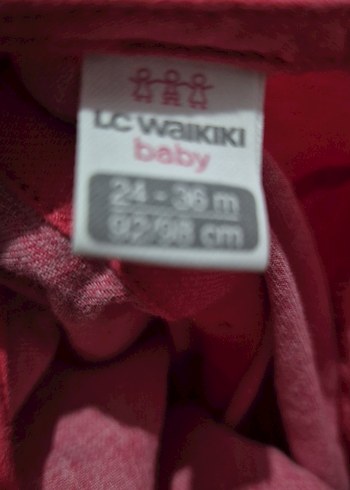 LC WAIKIKI
baby
24 - 36 m
92/98 cm